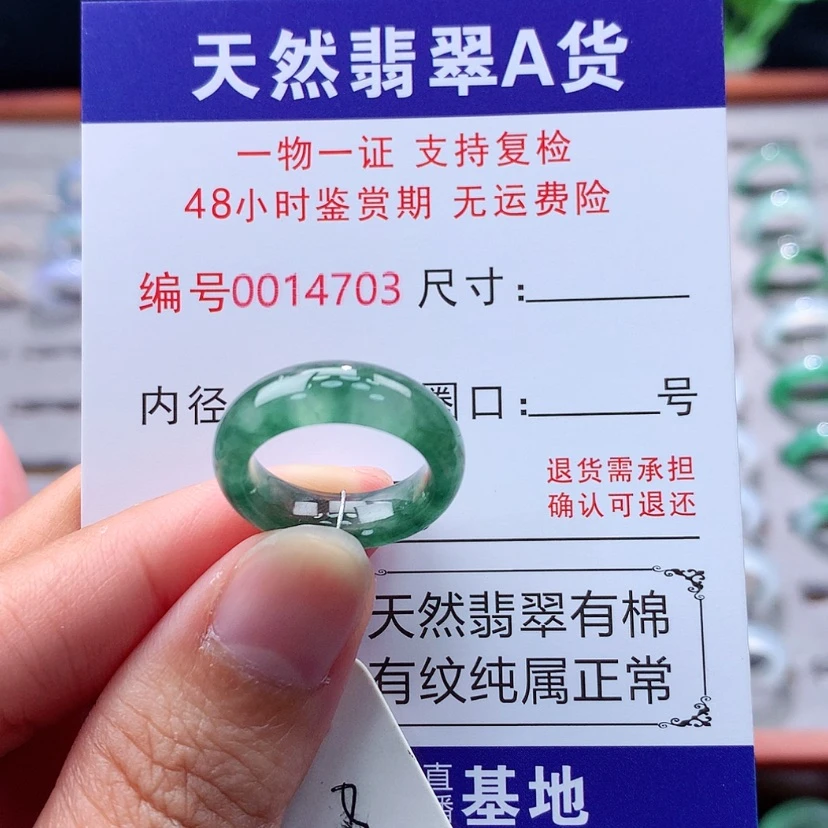 天然翡翠A货
一物一证 支持复检
48小时鉴赏期 无运费险
编号0014703 尺寸:
内径 圈口: 号
退货需承担
确认可退还
天然翡翠有棉
有纹纯属正常
直播基地